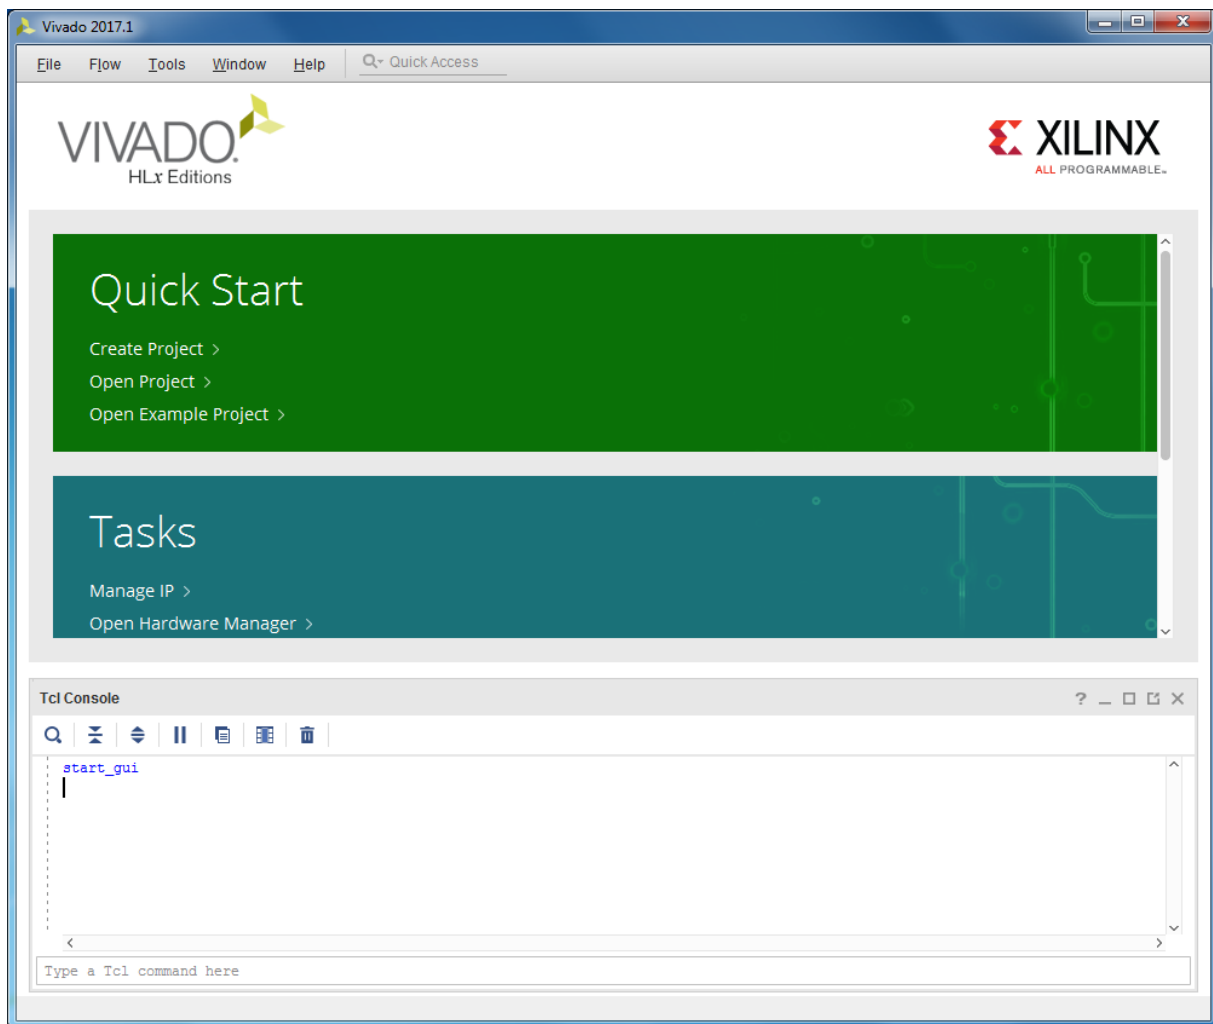 Vivado 2017.1
File Flow Tools Window Help Quick Access
VIVADO.
HLx Editions
XILINX
ALL PROGRAMMABLE™
Quick Start
Create Project >
Open Project >
Open Example Project >
Tasks
Manage IP >
Open Hardware Manager >
Tcl Console
start_gui
Type a Tcl command here